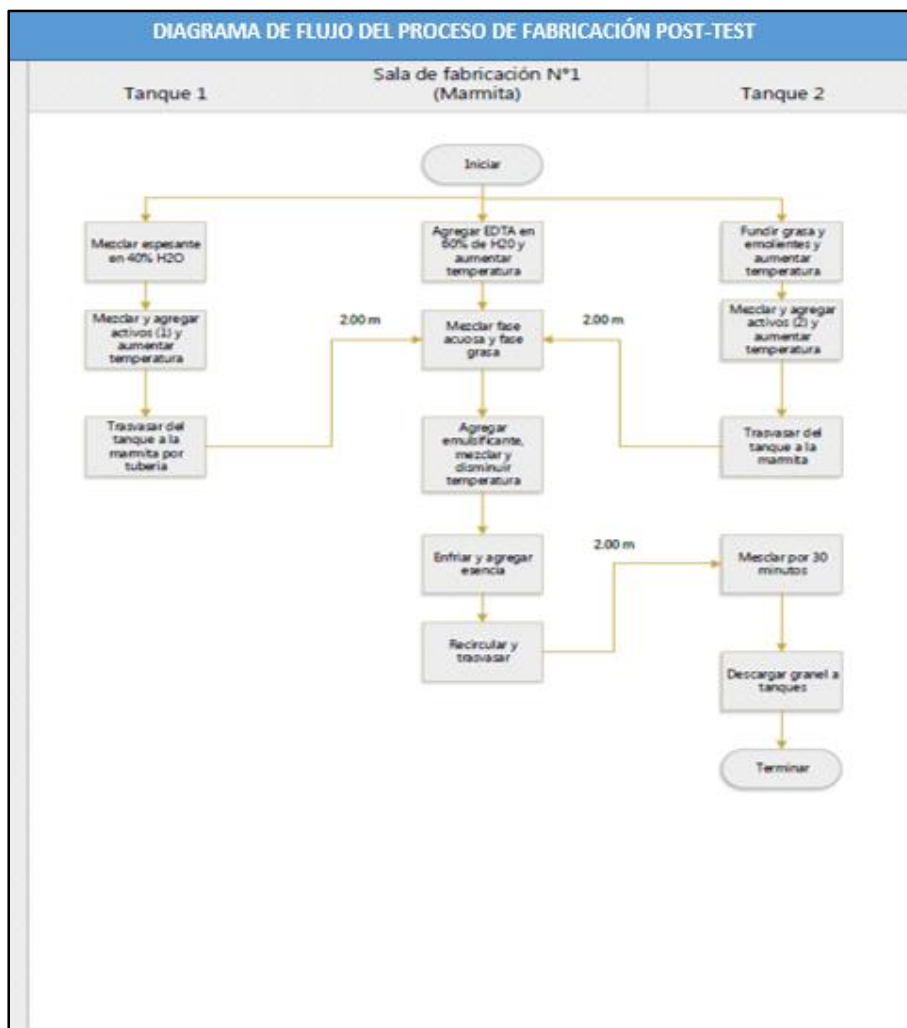 DIAGRAMA DE FLUJO DEL PROCESO DE FABRICACIÓN POST-TEST
Tanque 1
Sala de fabricación N°1
(Marmita)
Tanque 2
Iniciar
Mezclar espesante
en 40% H2O
Agregar EDTA en
60% de H20 y
aumentar
temperatura
Fundir grasa y
emolientes y
aumentar
temperatura
Mezclar y agregar
activos (1) y
aumentar
temperatura
2.00 m
Mezclar fase
acuosa y fase
grasa
2.00 m
Mezclar y agregar
activos (2) y
aumentar
temperatura
Trasvasar del
tanque a la
marmita por
tubería
Agregar
emulsificante,
mezclar y
disminuir
temperatura
Trasvasar del
tanque a la
marmita
Enfriar y agregar
esencia
2.00 m
Mesclar por 30
minutos
Recircular y
trasvasar
Descargar granel a
tanques
Terminar